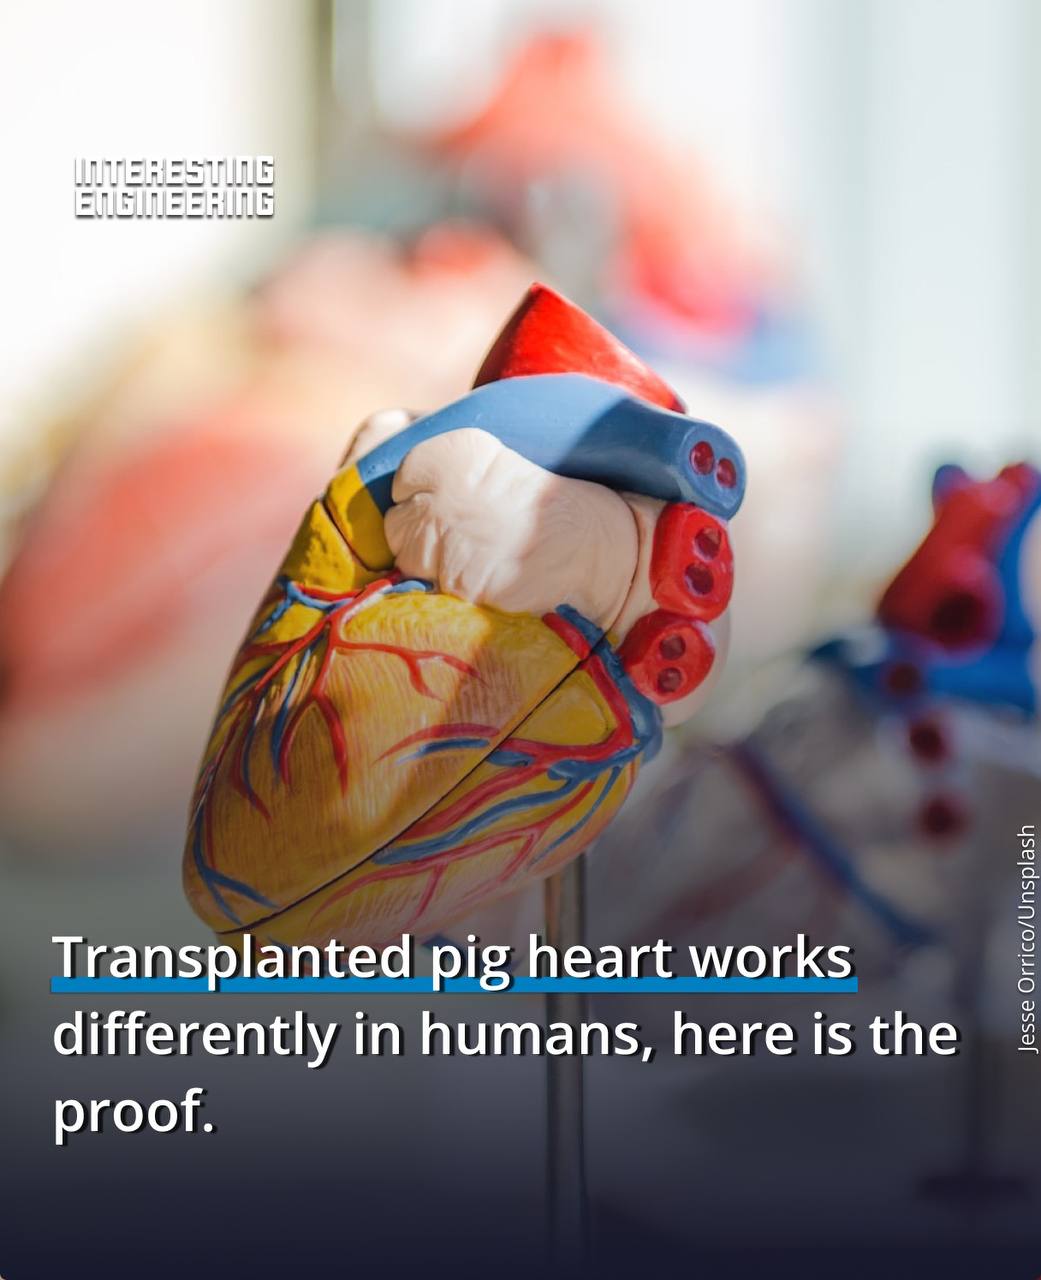 INTERESTING
ENGINEERING
Transplanted pig heart works
differently in humans, here is the
proof.
Jesse Orrico/Unsplash